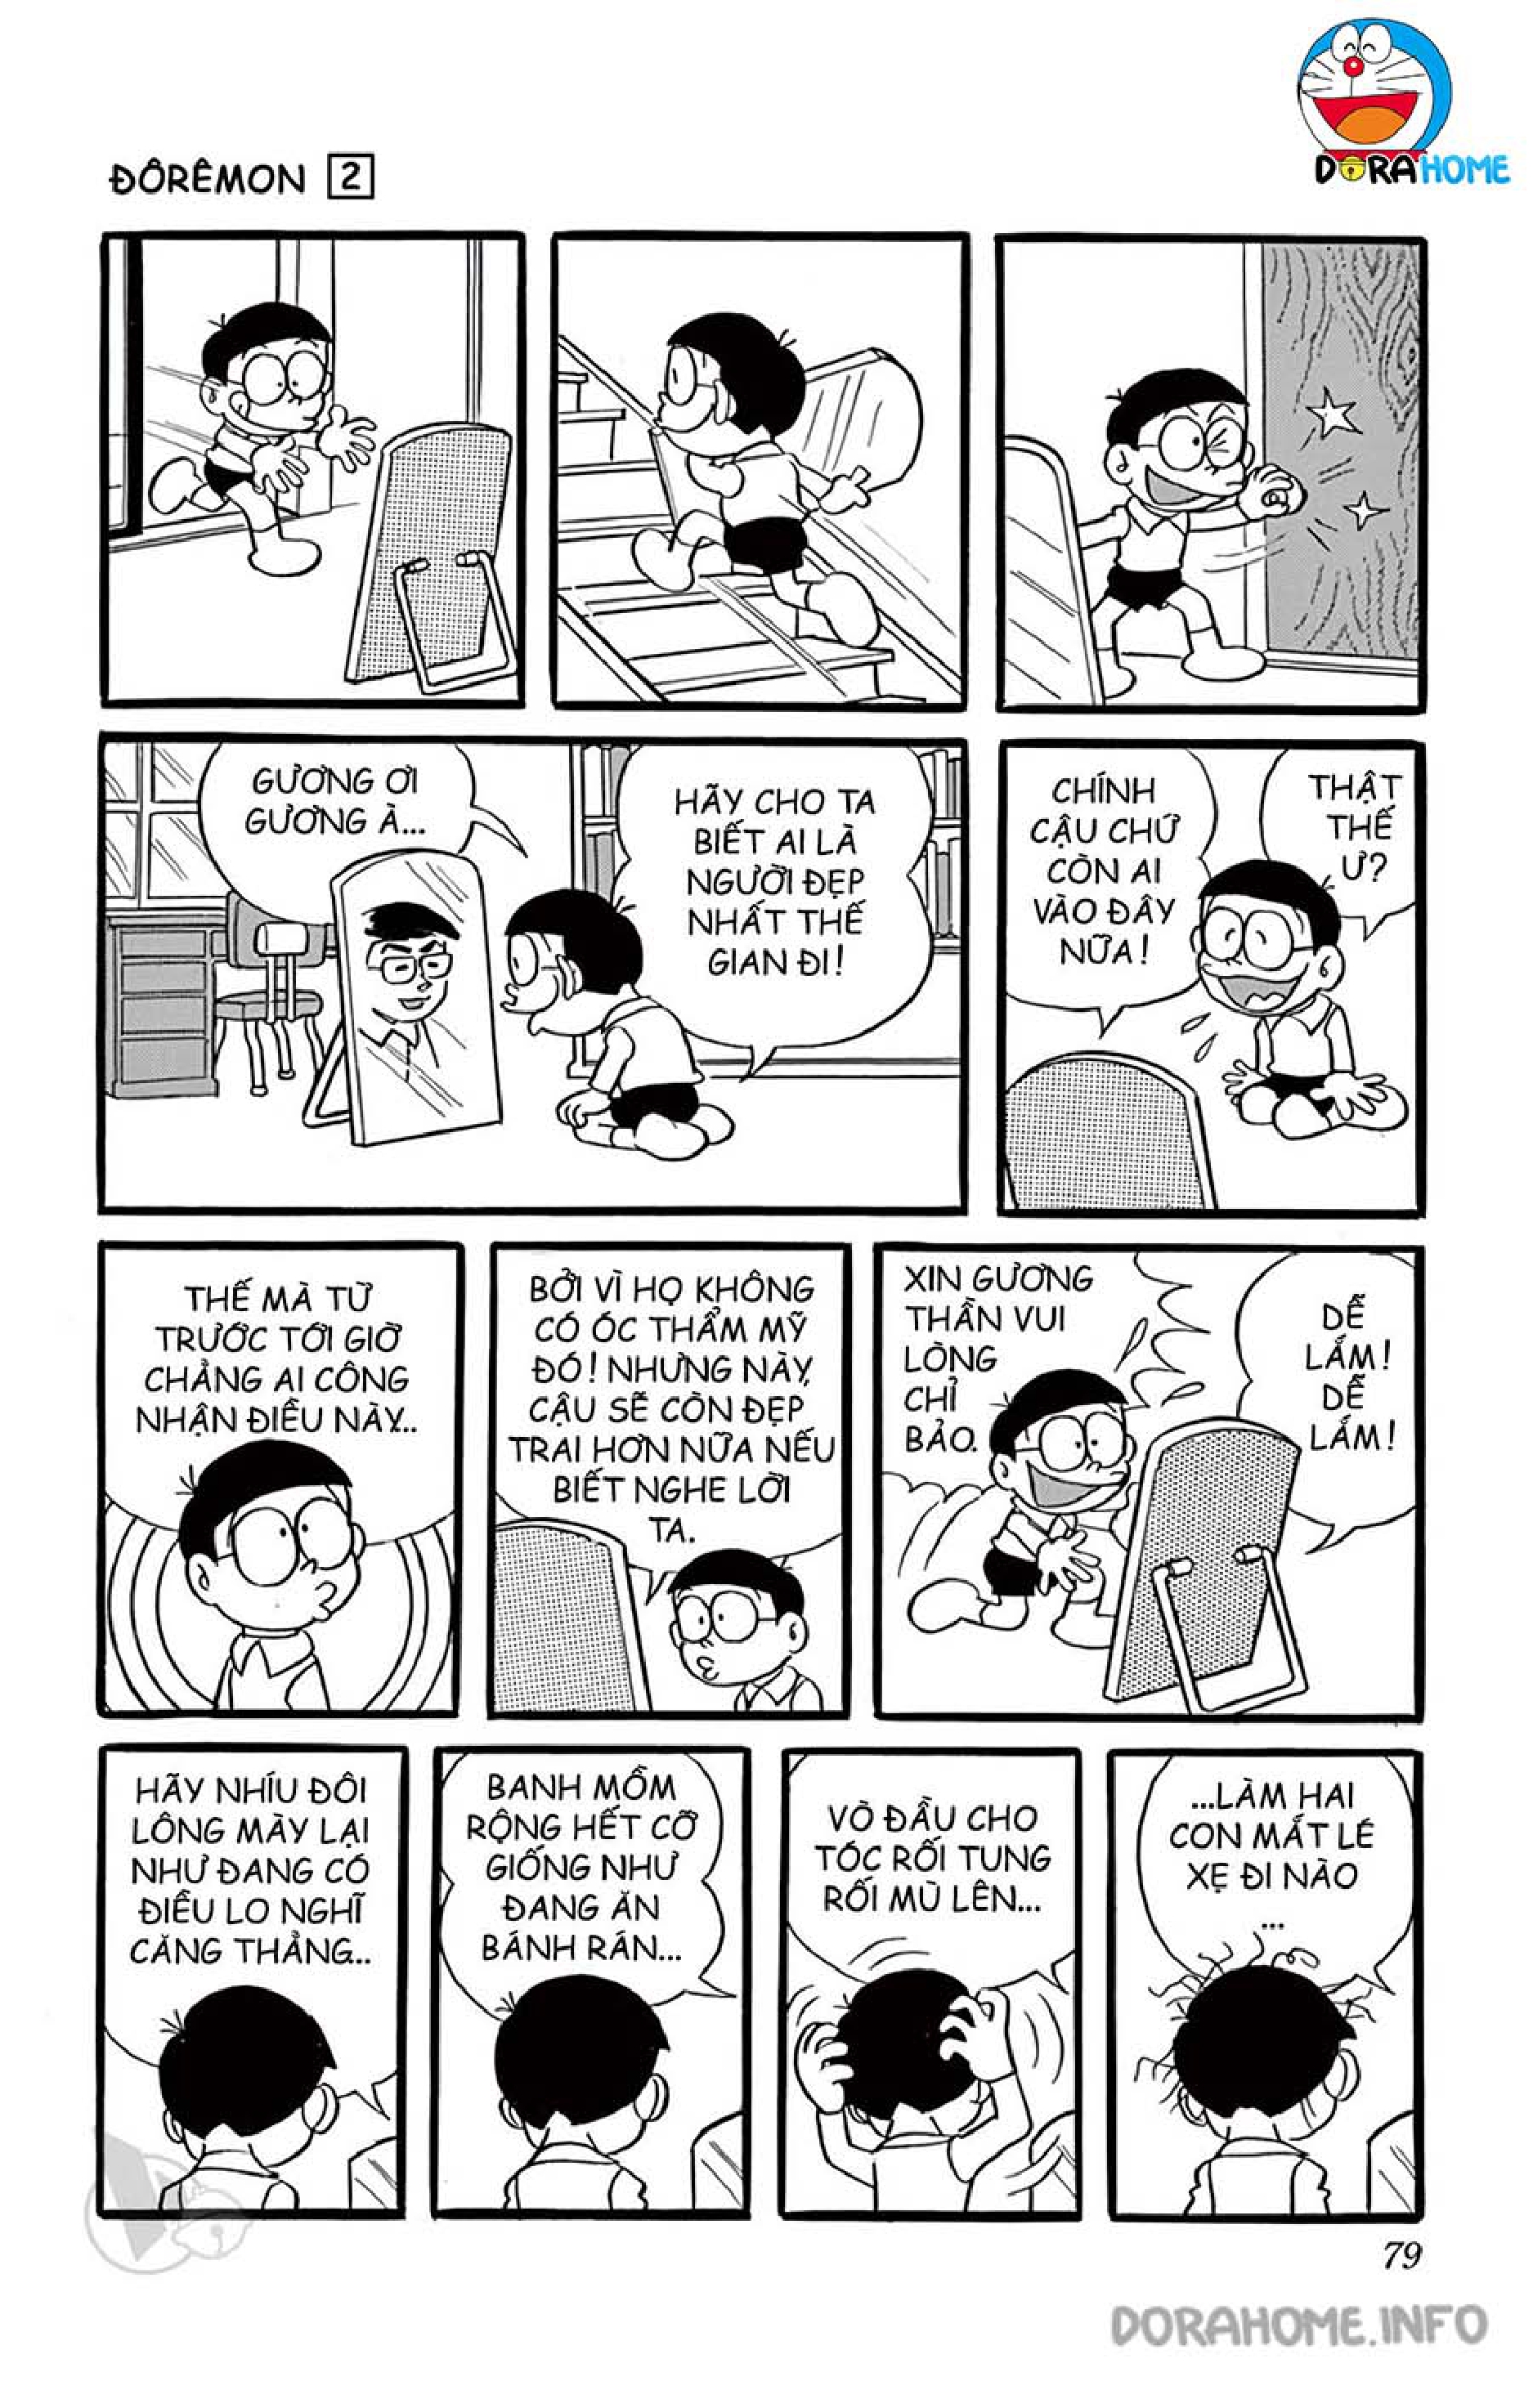 DORAHOME
ĐÔRÊMON 2
GƯƠNG ƠI
GƯƠNG À...
HÃY CHO TA
BIẾT AI LÀ
NGƯỜI ĐẸP
NHẤT THẾ
GIAN ĐI!
CHÍNH
CẬU CHỨ
CÒN AI
VÀO ĐÂY
NỮA!
THẬT
THẾ
Ư?
THẾ MÀ TỪ
TRƯỚC TỚI GIỜ
CHẲNG AI CÔNG
NHẬN ĐIỀU NÀY...
BỞI VÌ HỌ KHÔNG
CÓ ÓC THẨM MỸ
ĐÓ! NHƯNG NÀY,
CẬU SẼ CÒN ĐẸP
TRAI HƠN NỮA NẾU
BIẾT NGHE LỜI
TA.
XIN GƯƠNG
THẦN VUI
LÒNG
CHỈ
BẢO.
DỄ
LẮM!
DỄ
LẮM!
HÃY NHÍU ĐÔI
LÔNG MÀY LẠI
NHƯ ĐANG CÓ
ĐIỀU LO NGHĨ
CĂNG THẲNG...
BANH MỒM
RỘNG HẾT CỠ
GIỐNG NHƯ
ĐANG ĂN
BÁNH RÁN...
VÒ ĐẦU CHO
TÓC RỐI TUNG
RỐI MÙ LÊN...
...LÀM HAI
CON MẮT LÉ
XẸ ĐI NÀO
...
79
DORAHOME.INFO